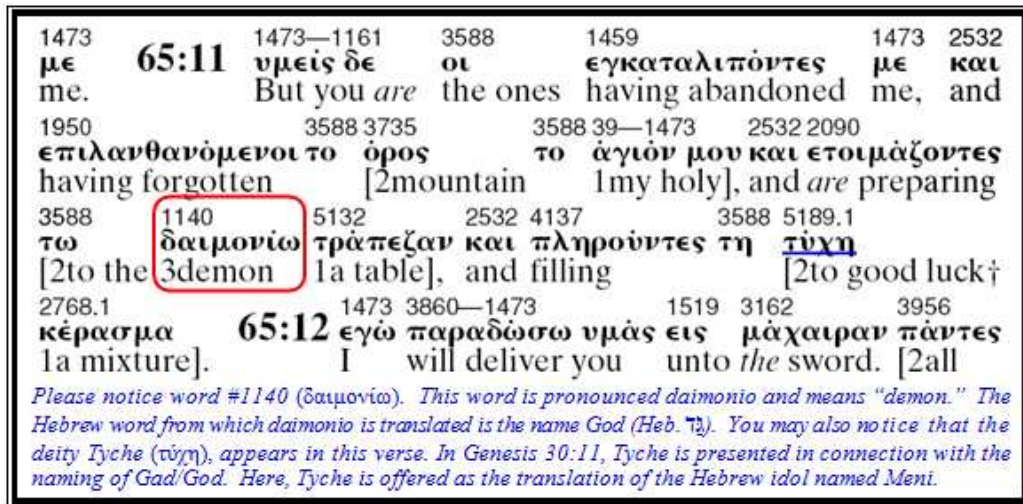 1473 1473—1161 3588 1459 1473 2532
με 65:11 υμείς δε οι εγκαταλιπόντες με και
me. But you are the ones having abandoned me, and
1950 3588 3735 3588 39—1473 2532 2090
επιλανθανόμενοι το όρος το άγιόν μου και ετοιμάζοντες
having forgotten [2mountain 1my holy], and are preparing
3588 1140 5132 2532 4137 3588 5189.1
τω δαιμονίω τράπεζαν και πληρούντες τη τύχη
[2to the 3demon 1a table], and filling [2to good luck†
2768.1 1473 3860—1473 1519 3162 3956
κέρασμα 65:12 εγώ παραδώσω υμάς εις μάχαιραν πάντες
1a mixture]. I will deliver you unto the sword. [2all
Please notice word #1140 (δαιμονίω). This word is pronounced daimonio and means “demon.” The
Hebrew word from which daimonio is translated is the name God (Heb. גָּד). You may also notice that the
deity Tyche (τύχη), appears in this verse. In Genesis 30:11, Tyche is presented in connection with the
naming of Gad/God. Here, Tyche is offered as the translation of the Hebrew idol named Meni.